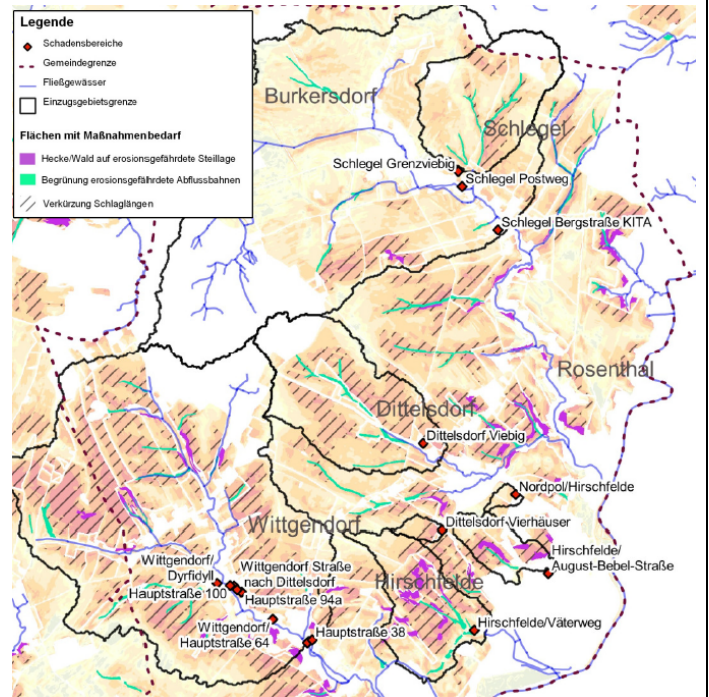 Legende
Schadensbereiche
Gemeindegrenze
Fließgewässer
Einzugsgebietsgrenze
Flächen mit Maßnahmenbedarf
Hecke/Wald auf erosionsgefährdete Steillage
Begrünung erosionsgefährdete Abflussbahnen
Verkürzung Schlaglängen
Burkersdorf
Schlegel
Schlegel Grenzviebig
Schlegel Postweg
Schlegel Bergstraße KITA
Rosenthal
Dittelsdorf
Dittelsdorf Viebig
Nordpol/Hirschfelde
Wittgendorf
Dittelsdorf Vierhäuser
Hirschfelde/
August-Bebel-Straße
Hirschfelde
Wittgendorf/
Dyrfidyll
Hauptstraße 100
Wittgendorf Straße
nach Dittelsdorf
Hauptstraße 94a
Wittgendorf/
Hauptstraße 64
Hauptstraße 38
Hirschfelde/Väterweg